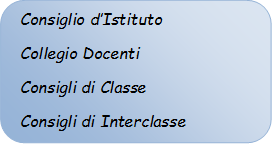 Consiglio d'Istituto
Collegio Docenti
Consigli di Classe
Consigli di Interclasse